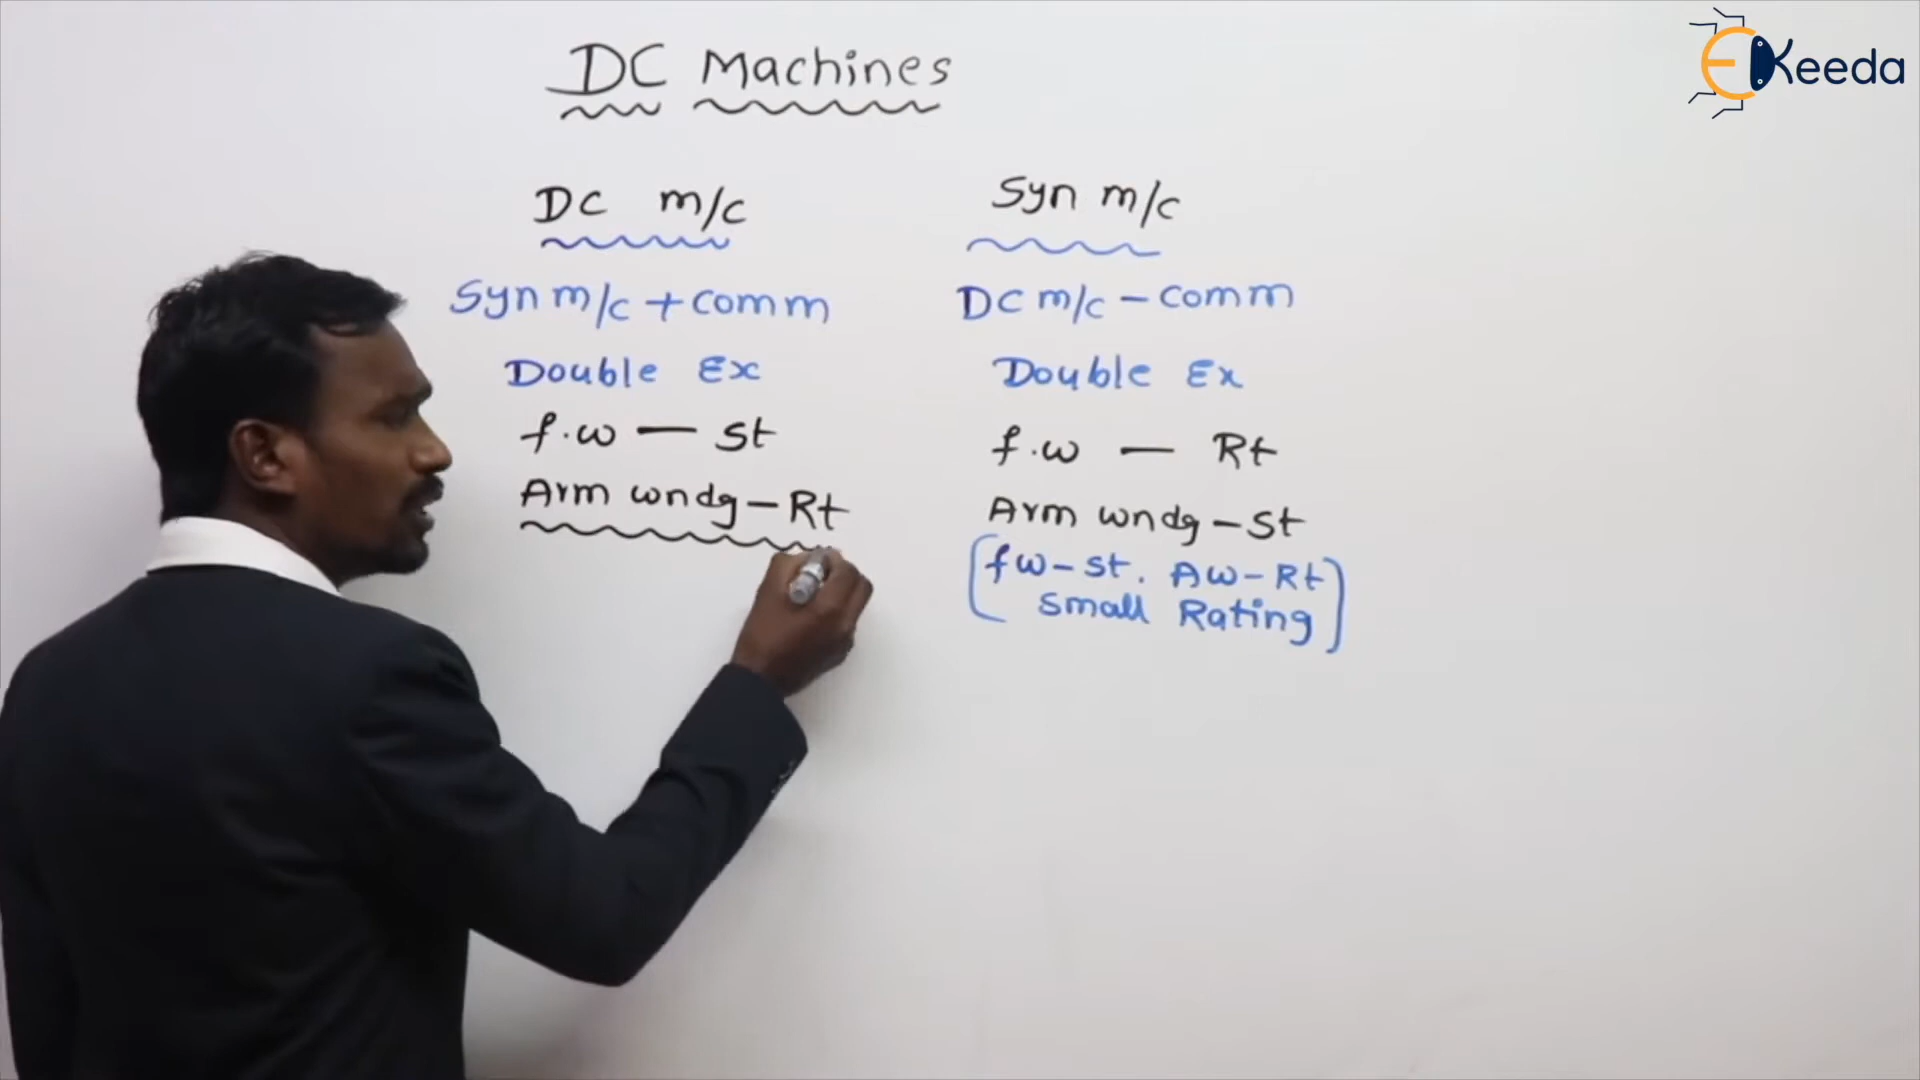 DC Machines
EKeeda
DC m/c
Syn m/c + Comm
Double Ex
f.w — St
Arm wndg — Rt
Syn m/c
DC m/c - Comm
Double Ex
f.w — Rt
Arm wndg — St
(fw - St. AW - Rt
Small Rating)